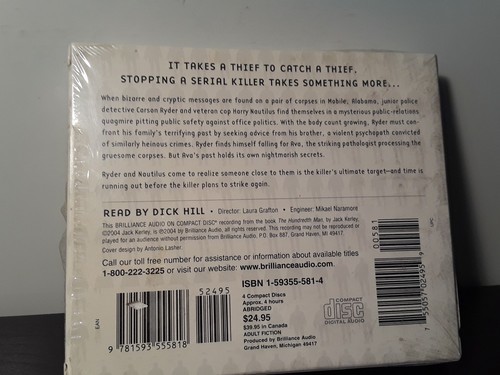 IT TAKES A THIEF TO CATCH A THIEF,
STOPPING A SERIAL KILLER TAKES SOMETHING MORE...
When bizarre and cryptic messages are found on a pair of corpses in Mobile, Alabama, junior police
detective Carson Ryder and veteran cop Harry Nautilus find themselves in a mysterious public-relations
quagmire pitting public safety against office politics. With the body count growing, Ryder must con-
front his family's terrifying past by seeking advice from his brother, a violent psychopath convicted
of similarly heinous crimes. Ryder finds himself falling for Ava, the striking pathologist processing the
gruesome corpses. But Ava's past holds its own nightmarish secrets.
Ryder and Nautilus come to realize someone close to them is the killer's ultimate target—and time is
running out before the killer plans to strike again.
READ BY DICK HILL • Director: Laura Grafton • Engineer: Mikael Naramore
This BRILLIANCE AUDIO ON COMPACT DISC® recording from the book The Hundredth Man, by Jack Kerley, is
©2004 Jack Kerley, ℗ ©2004 by Brilliance Audio, all rights reserved. This recording may not be reproduced or
played for an audience without permission from Brilliance Audio, P.O. Box 887, Grand Haven, MI 49417
Cover design by Antonio Lasher
Call our toll free number for assistance or information about available titles
1-800-222-3225 or visit our website: www.brillianceaudio.com
ISBN 1-59355-581-4
4 Compact Discs
Approx. 4 hours
ABRIDGED
$24.95
$39.95 in Canada
ADULT FICTION
Produced by Brilliance Audio
Grand Haven, Michigan 49417
COMPACT
disc
DIGITAL AUDIO
EAN
52495
9 781593 555818
00581